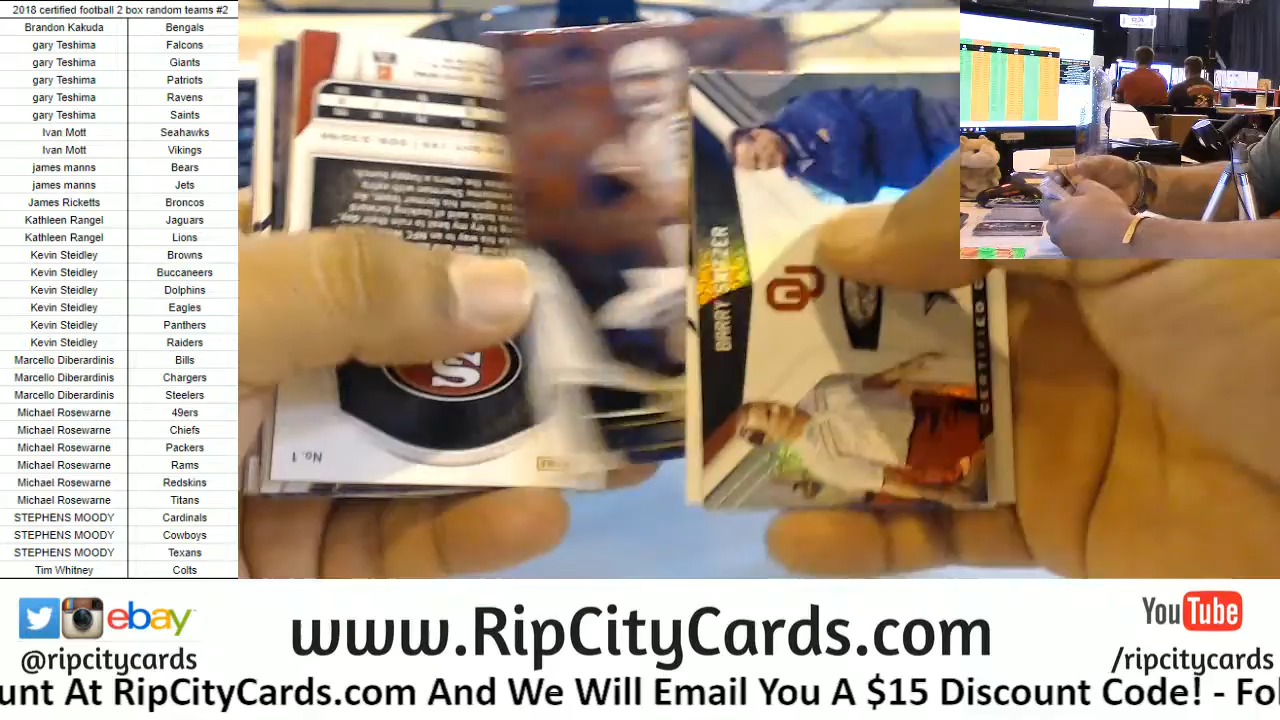 2018 certified football 2 box random teams #2
Brandon Kakuda Bengals
gary Teshima Falcons
gary Teshima Giants
gary Teshima Patriots
gary Teshima Ravens
gary Teshima Saints
Ivan Mott Seahawks
Ivan Mott Vikings
james manns Bears
james manns Jets
James Ricketts Broncos
Kathleen Rangel Jaguars
Kathleen Rangel Lions
Kevin Steidley Browns
Kevin Steidley Buccaneers
Kevin Steidley Dolphins
Kevin Steidley Eagles
Kevin Steidley Panthers
Kevin Steidley Raiders
Marcello Diberardinis Bills
Marcello Diberardinis Chargers
Marcello Diberardinis Steelers
Michael Rosewarne 49ers
Michael Rosewarne Chiefs
Michael Rosewarne Packers
Michael Rosewarne Rams
Michael Rosewarne Redskins
Michael Rosewarne Titans
STEPHENS MOODY Cardinals
STEPHENS MOODY Cowboys
STEPHENS MOODY Texans
Tim Whitney Colts
No. 1
BARRY
OU
CERTIFIED
ebay
@ripcitycards
www.RipCityCards.com
YouTube
/ripcitycards
unt At RipCityCards.com And We Will Email You A $15 Discount Code! - Fol